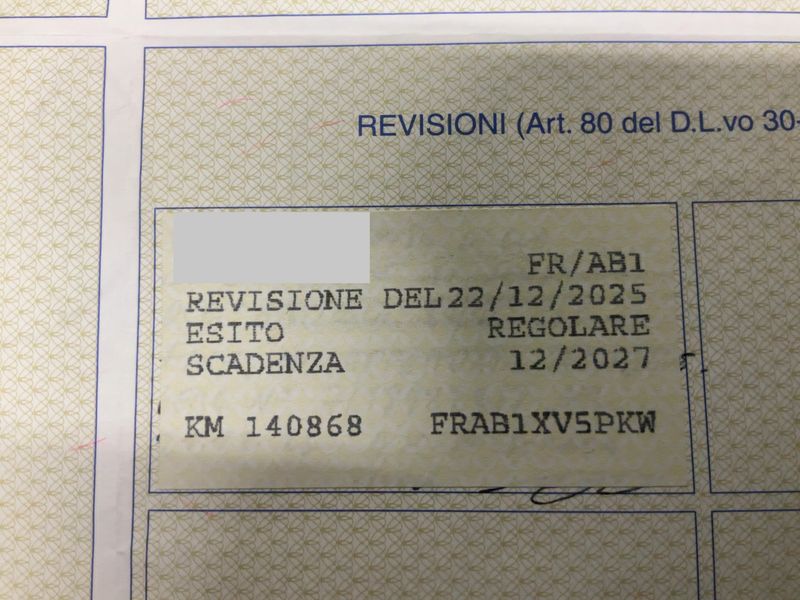 REVISIONI (Art. 80 del D.L.vo 30-
FR/AB1
REVISIONE DEL22/12/2025
ESITO REGOLARE
SCADENZA 12/2027
KM 140868 FRAB1XV5PKW